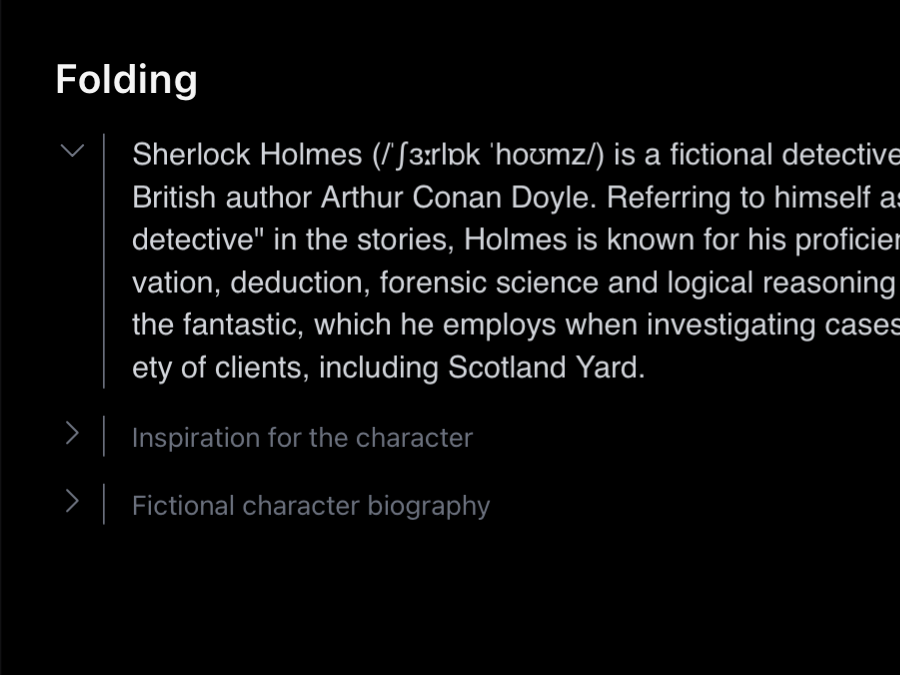 Folding
Sherlock Holmes (/ˈʃɜːrlɒk ˈhoʊmz/) is a fictional detective
British author Arthur Conan Doyle. Referring to himself as
detective" in the stories, Holmes is known for his
vation, deduction, forensic science and logical reasoning
the fantastic, which he employs when investigating cases
ety of clients, including Scotland Yard.
Inspiration for the character
Fictional character biography